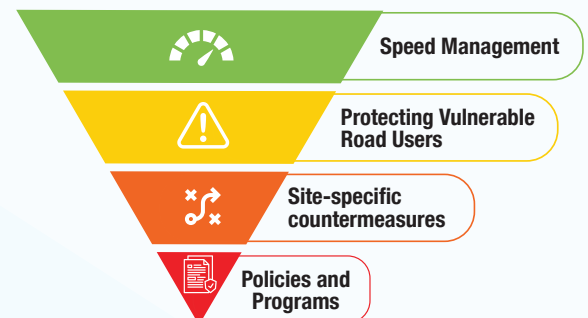 Speed Management
Protecting Vulnerable
Road Users
Site-specific
countermeasures
Policies and
Programs